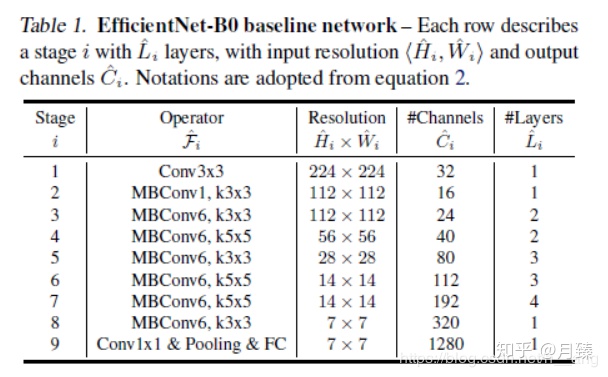 Table 1. EfficientNet-B0 baseline network – Each row describes
a stage i with L̂ᵢ layers, with input resolution ⟨Ĥᵢ, Ŵᵢ⟩ and output
channels Ĉᵢ. Notations are adopted from equation 2.
Stage Operator Resolution #Channels #Layers
i F̂ᵢ Ĥᵢ × Ŵᵢ Ĉᵢ L̂ᵢ
1 Conv3x3 224 × 224 32 1
2 MBConv1, k3x3 112 × 112 16 1
3 MBConv6, k3x3 112 × 112 24 2
4 MBConv6, k5x5 56 × 56 40 2
5 MBConv6, k3x3 28 × 28 80 3
6 MBConv6, k5x5 14 × 14 112 3
7 MBConv6, k5x5 14 × 14 192 4
8 MBConv6, k3x3 7 × 7 320 1
9 Conv1x1 & Pooling & FC 7 × 7 1280 1
知乎 @月臻